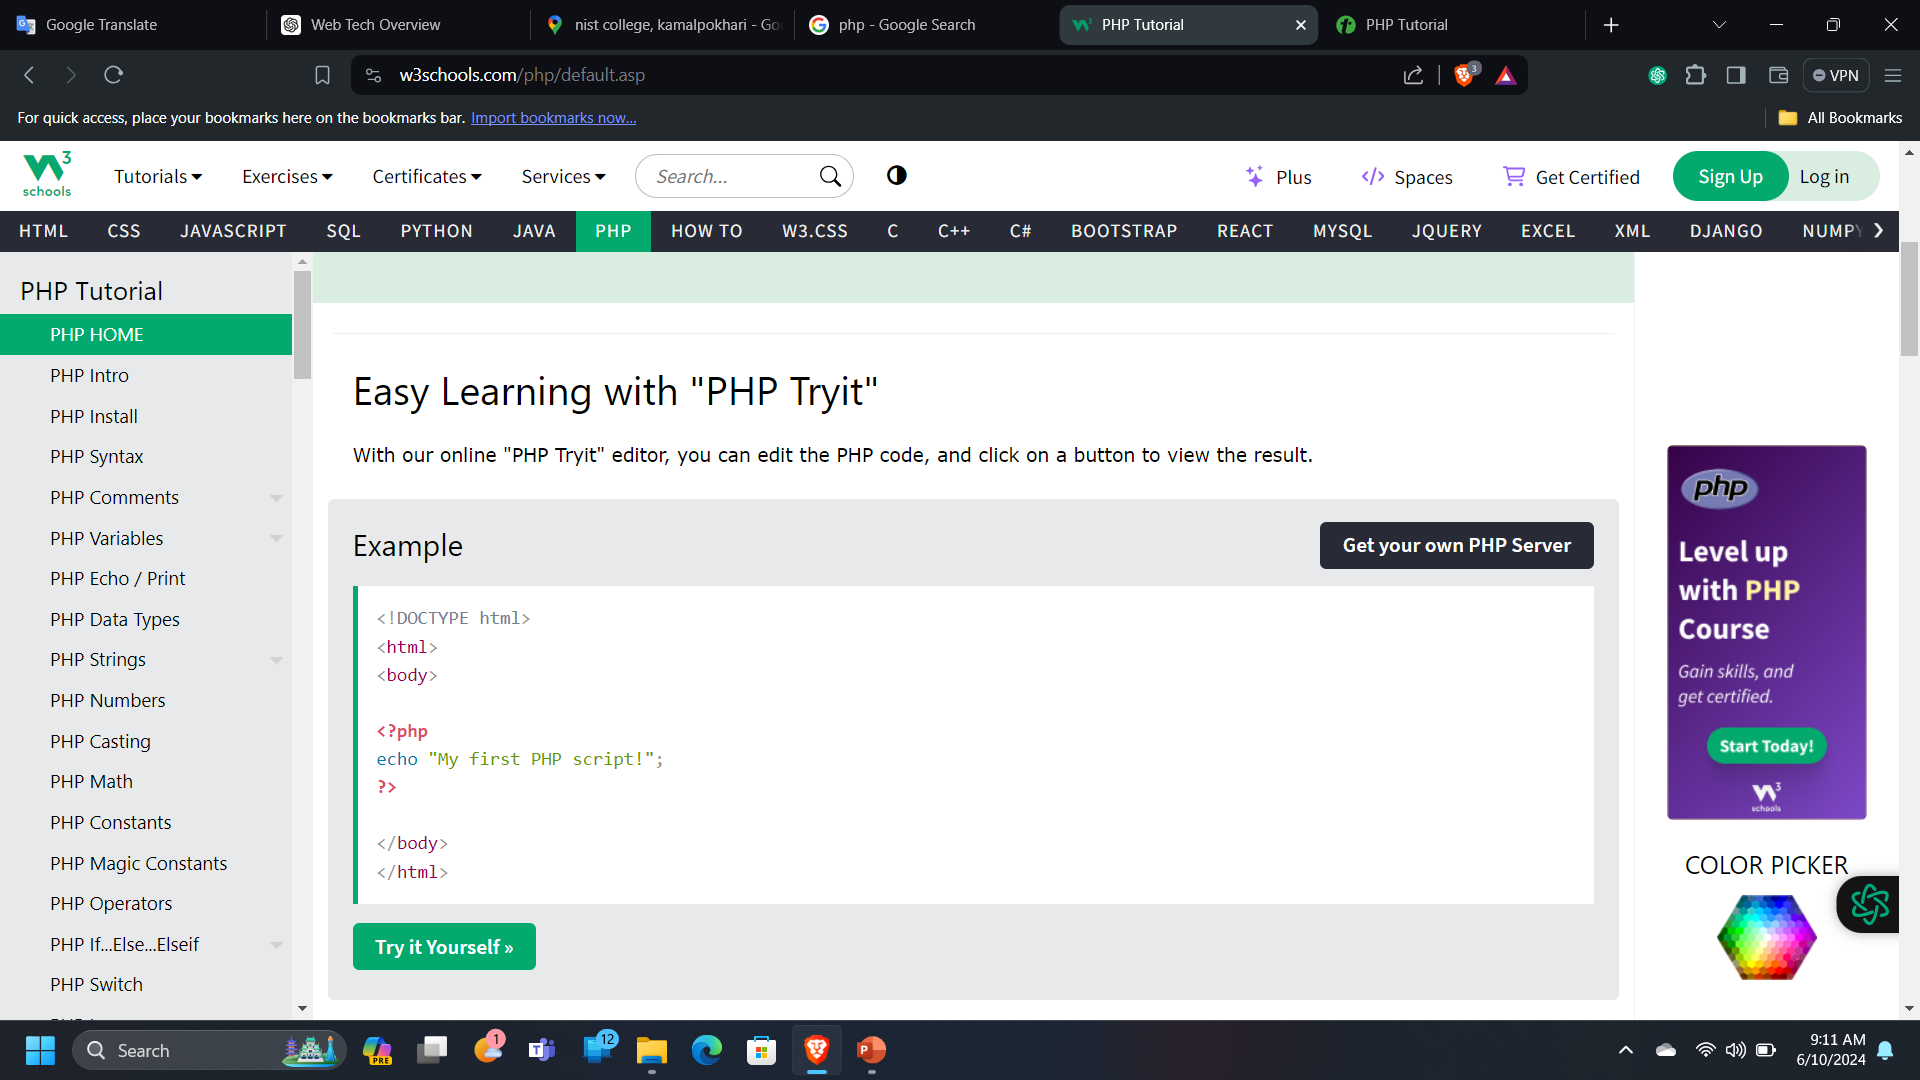 Google Translate
Web Tech Overview
nist college, kamalpokhari - Go
php - Google Search
PHP Tutorial
PHP Tutorial
w3schools.com/php/default.asp
3
VPN
For quick access, place your bookmarks here on the bookmarks bar. Import bookmarks now...
All Bookmarks
3
schools
Tutorials
Exercises
Certificates
Services
Search...
Plus
Spaces
Get Certified
Sign Up
Log in
HTML
CSS
JAVASCRIPT
SQL
PYTHON
JAVA
PHP
HOW TO
W3.CSS
C
C++
C#
BOOTSTRAP
REACT
MYSQL
JQUERY
EXCEL
XML
DJANGO
NUMPY
PHP Tutorial
PHP HOME
PHP Intro
PHP Install
PHP Syntax
PHP Comments
PHP Variables
PHP Echo / Print
PHP Data Types
PHP Strings
PHP Numbers
PHP Casting
PHP Math
PHP Constants
PHP Magic Constants
PHP Operators
PHP If...Else...Elseif
PHP Switch
Easy Learning with "PHP Tryit"
With our online "PHP Tryit" editor, you can edit the PHP code, and click on a button to view the result.
Example
Get your own PHP Server
<!DOCTYPE html>
<html>
<body>
<?php
echo "My first PHP script!";
?>
</body>
</html>
Try it Yourself »
php
Level up
with PHP
Course
Gain skills, and
get certified.
Start Today!
3
schools
COLOR PICKER
Search
PRE
1
12
9:11 AM
6/10/2024